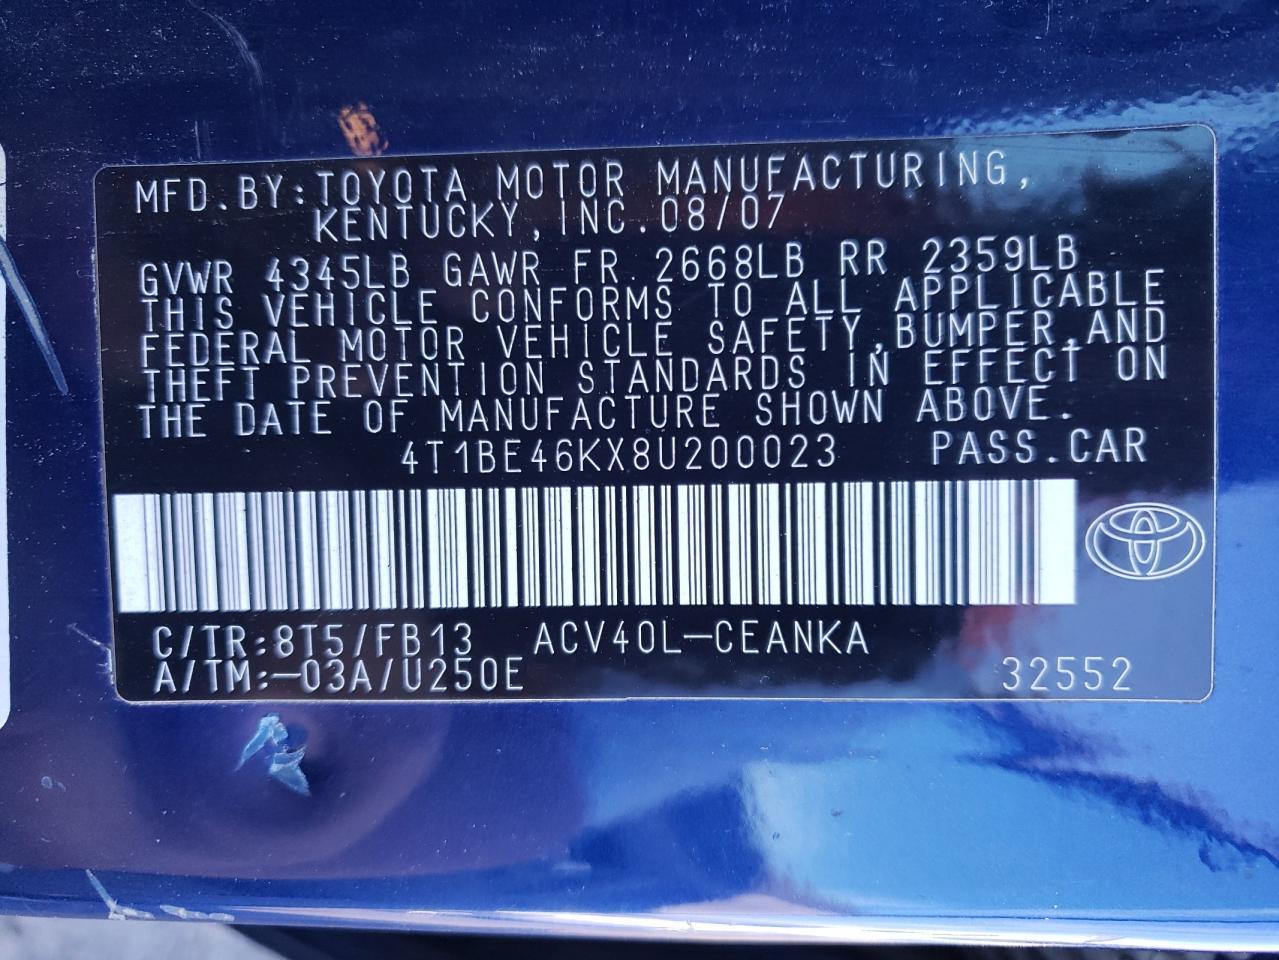 MFD.BY:TOYOTA MOTOR MANUFACTURING,
KENTUCKY,INC.08/07
GVWR 4345LB GAWR FR 2668LB RR 2359LB
THIS VEHICLE CONFORMS TO ALL APPLICABLE
FEDERAL MOTOR VEHICLE SAFETY,BUMPER,AND
THEFT PREVENTION STANDARDS IN EFFECT ON
THE DATE OF MANUFACTURE SHOWN ABOVE.
4T1BE46KX8U200023 PASS.CAR
C/TR:8T5/FB13 ACV40L-CEANKA
A/TM:-03A/U250E 32552